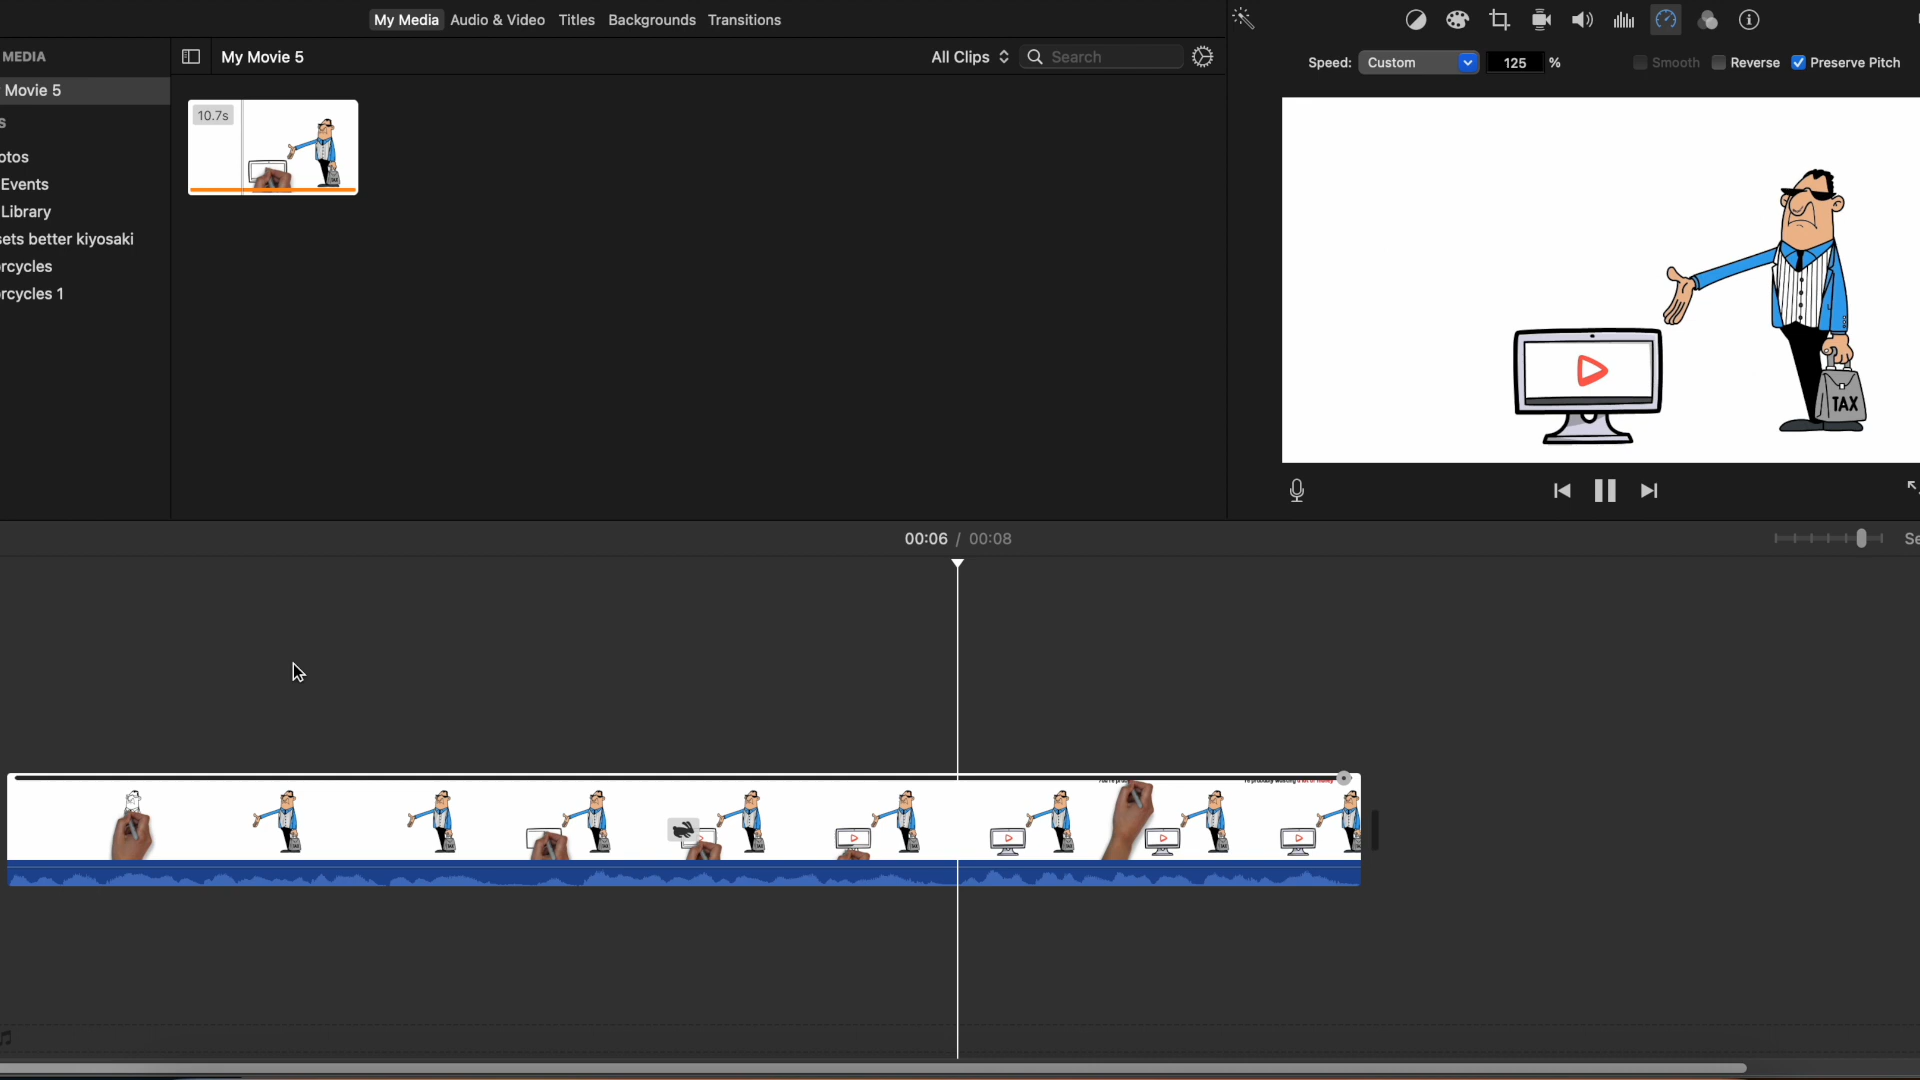 My Media Audio & Video Titles Backgrounds Transitions
MEDIA
My Movie 5
All Clips
Search
Speed: Custom 125 % Smooth Reverse Preserve Pitch
Movie 5
S
otos
Events
Library
sets better kiyosaki
rcycles
rcycles 1
10.7s
TAX
00:06 / 00:08
Se